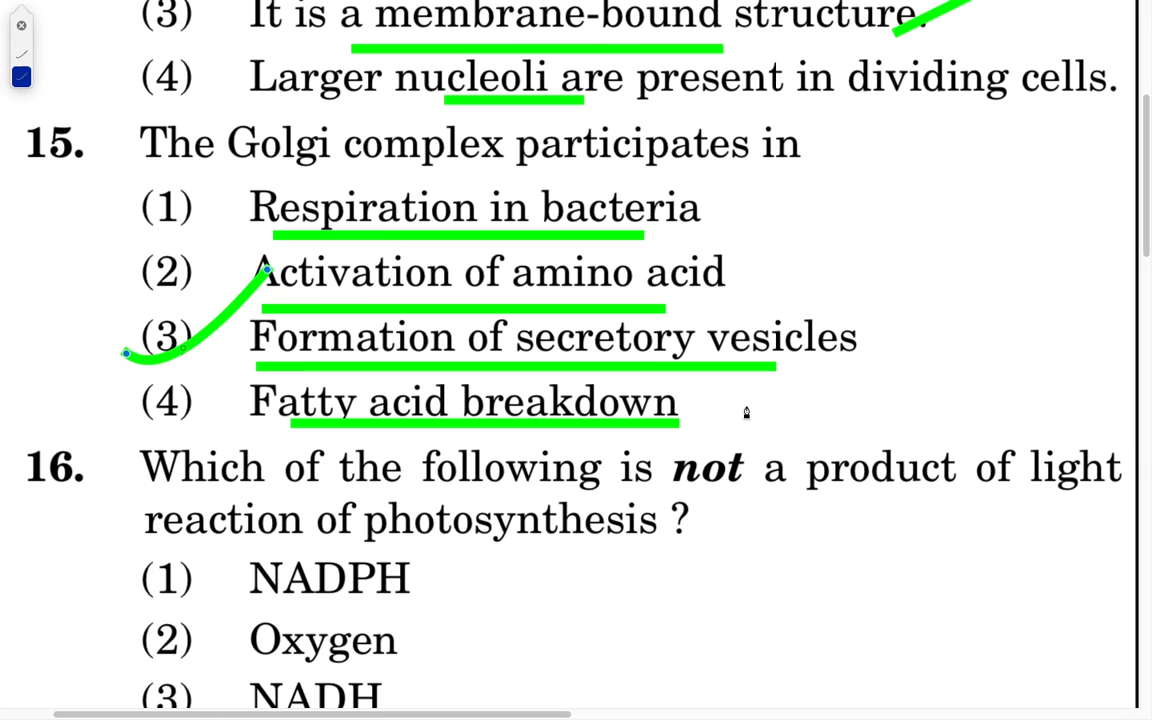 (3) It is a membrane-bound structure.
(4) Larger nucleoli are present in dividing cells.
15. The Golgi complex participates in
(1) Respiration in bacteria
(2) Activation of amino acid
(3) Formation of secretory vesicles
(4) Fatty acid breakdown
16. Which of the following is not a product of light
reaction of photosynthesis ?
(1) NADPH
(2) Oxygen
(3) NADH